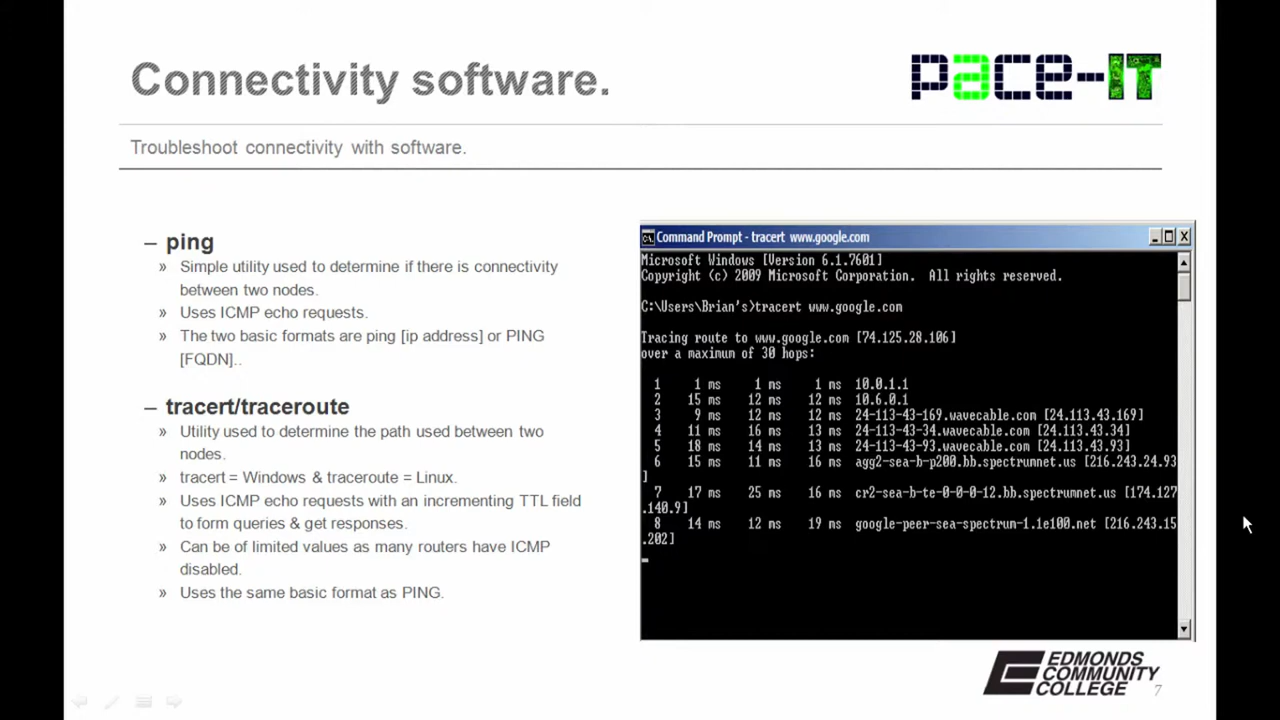 Connectivity software.
pace-IT
Troubleshoot connectivity with software.
– ping
» Simple utility used to determine if there is connectivity
between two nodes.
» Uses ICMP echo requests.
» The two basic formats are ping [ip address] or PING
[FQDN]..
– tracert/traceroute
» Utility used to determine the path used between two
nodes.
» tracert = Windows & traceroute = Linux.
» Uses ICMP echo requests with an incrementing TTL field
to form queries & get responses.
» Can be of limited values as many routers have ICMP
disabled.
» Uses the same basic format as PING.
Command Prompt - tracert www.google.com
Microsoft Windows [Version 6.1.7601]
Copyright (c) 2009 Microsoft Corporation. All rights reserved.
C:\Users\Brian's>tracert www.google.com
Tracing route to www.google.com [74.125.28.106]
over a maximum of 30 hops:
1 1 ms 1 ms 1 ms 10.0.1.1
2 15 ms 12 ms 12 ms 10.6.0.1
3 9 ms 12 ms 12 ms 24-113-43-169.wavecable.com [24.113.43.169]
4 11 ms 16 ms 13 ms 24-113-43-34.wavecable.com [24.113.43.34]
5 18 ms 14 ms 13 ms 24-113-43-93.wavecable.com [24.113.43.93]
6 15 ms 11 ms 16 ms agg2-sea-b-p200.bb.spectrumnet.us [216.243.24.93
]
7 17 ms 25 ms 16 ms cr2-sea-b-te-0-0-0-12.bb.spectrumnet.us [174.127
.140.9]
8 14 ms 12 ms 19 ms google-peer-sea-spectrum-1.1e100.net [216.243.15
.202]
EDMONDS
COMMUNITY
COLLEGE
7